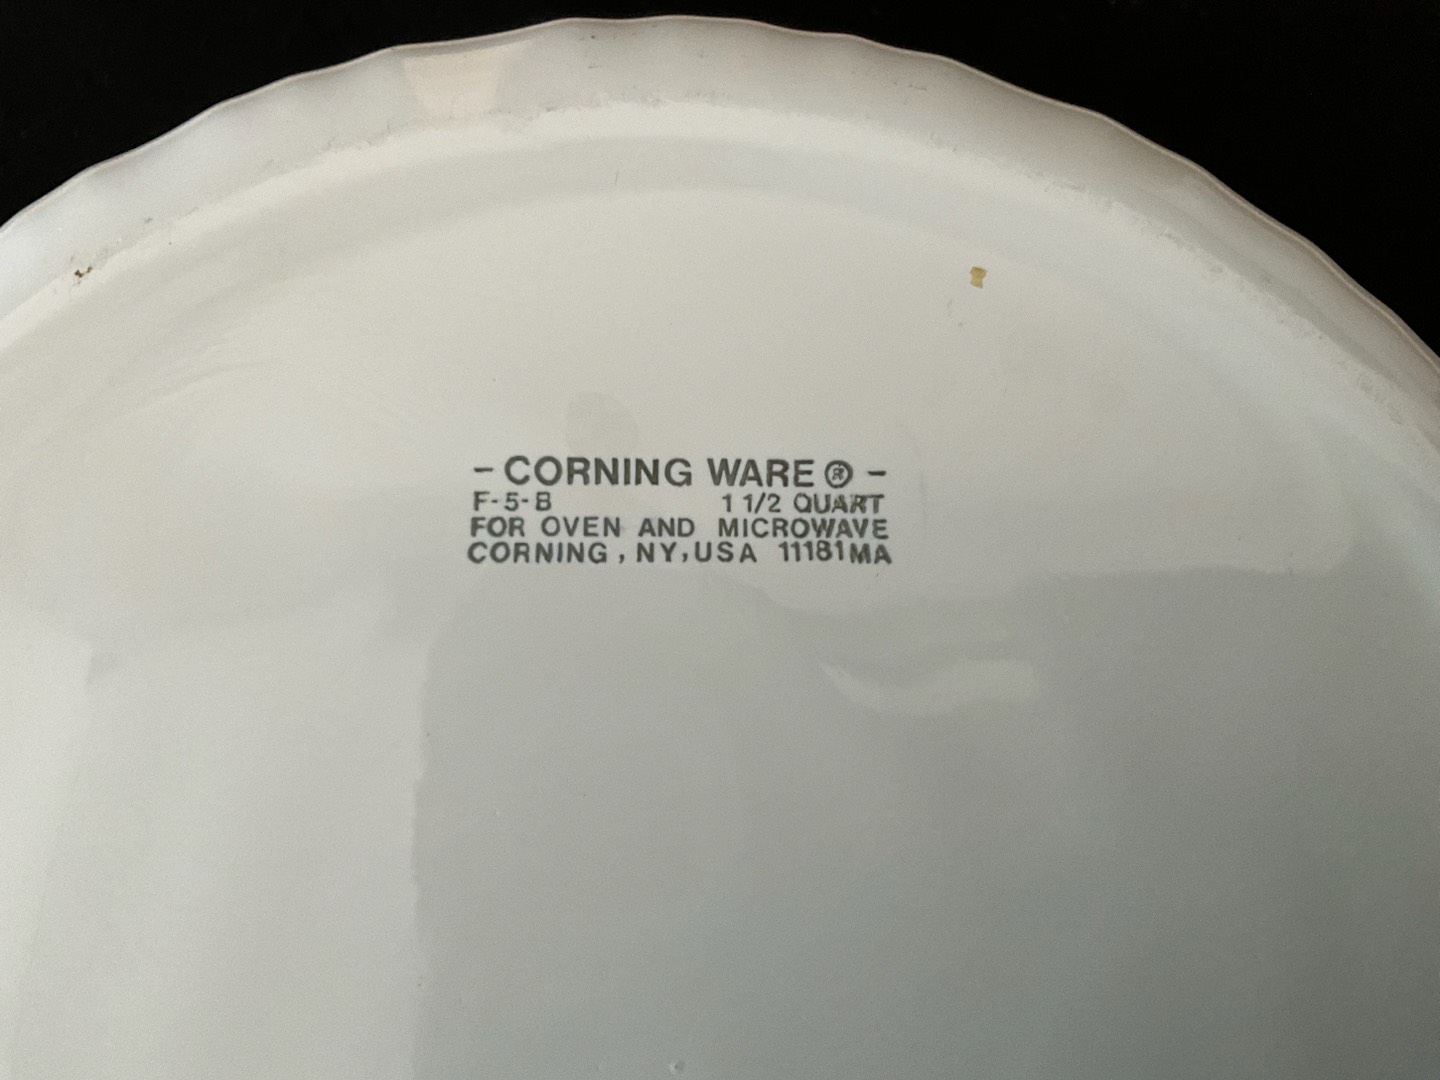 - CORNING WARE ® -
F-5-B 1 1/2 QUART
FOR OVEN AND MICROWAVE
CORNING, NY, USA 11181MA